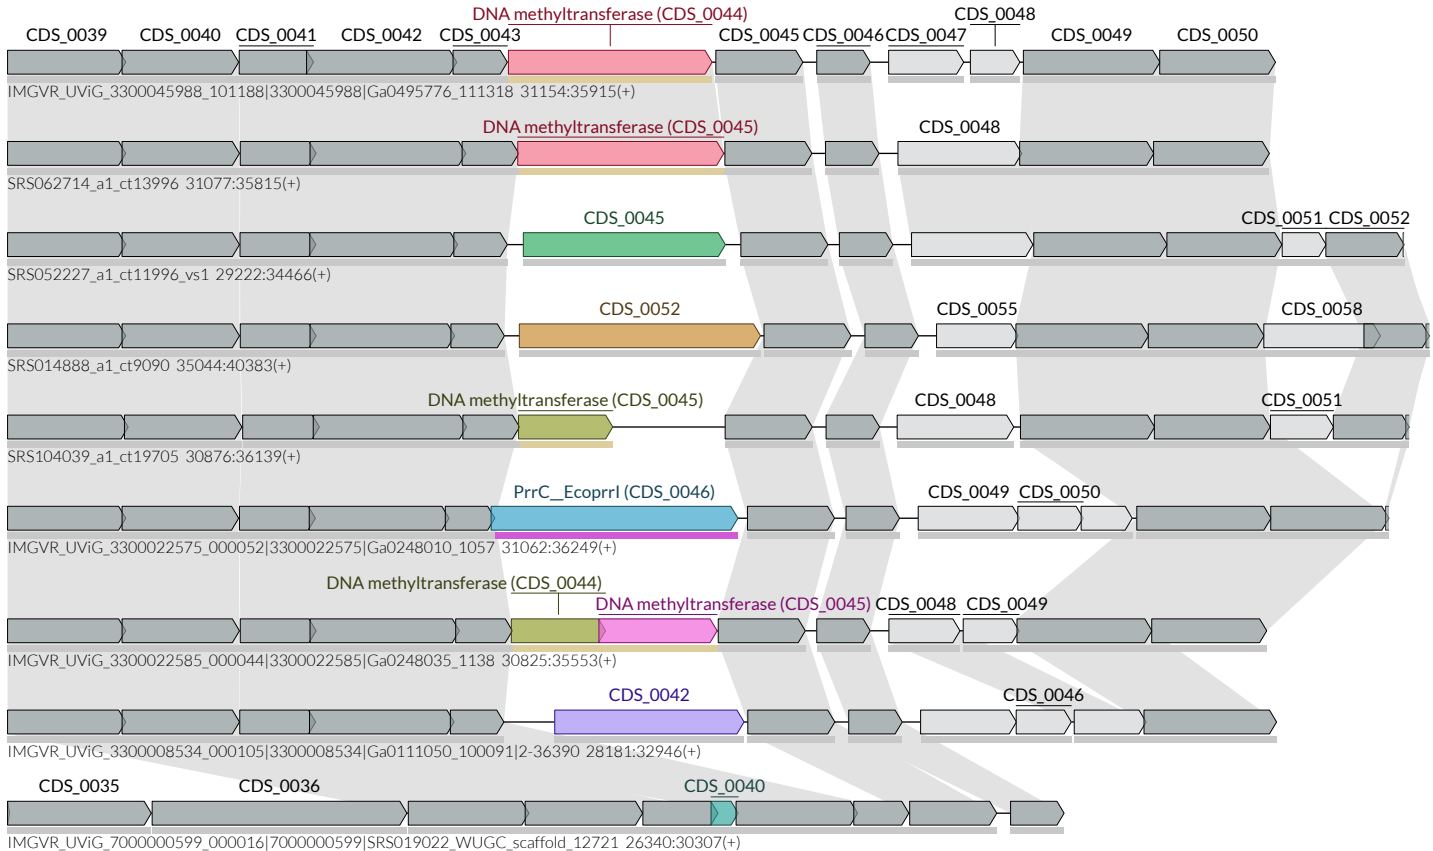 DNA methyltransferase (CDS_0044) CDS_0048
CDS_0039 CDS_0040 CDS_0041 CDS_0042 CDS_0043 CDS_0045 CDS_0046 CDS_0047 CDS_0049 CDS_0050
IMGVR_UViG_3300045988_101188|3300045988|Ga0495776_111318 31154:35915(+)
DNA methyltransferase (CDS_0045) CDS_0048
SRS062714_a1_ct13996 31077:35815(+)
CDS_0045 CDS_0051 CDS_0052
SRS052227_a1_ct11996_vs1 29222:34466(+)
CDS_0052 CDS_0055 CDS_0058
SRS014888_a1_ct9090 35044:40383(+)
DNA methyltransferase (CDS_0045) CDS_0048 CDS_0051
SRS104039_a1_ct19705 30876:36139(+)
PrrC__EcoprrI (CDS_0046) CDS_0049 CDS_0050
IMGVR_UViG_3300022575_000052|3300022575|Ga0248010_1057 31062:36249(+)
DNA methyltransferase (CDS_0044)
DNA methyltransferase (CDS_0045) CDS_0048 CDS_0049
IMGVR_UViG_3300022585_000044|3300022585|Ga0248035_1138 30825:35553(+)
CDS_0042 CDS_0046
IMGVR_UViG_3300008534_000105|3300008534|Ga0111050_100091|2-36390 28181:32946(+)
CDS_0035 CDS_0036 CDS_0040
IMGVR_UViG_7000000599_000016|7000000599|SRS019022_WUGC_scaffold_12721 26340:30307(+)